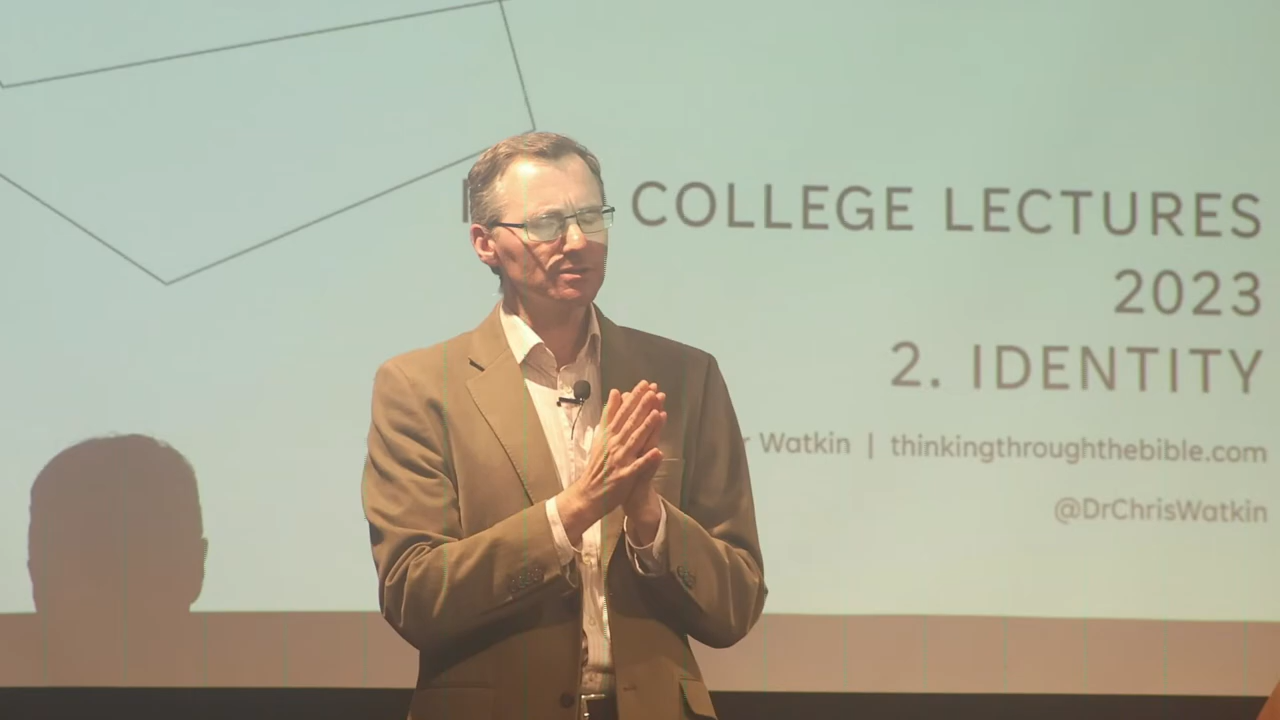 COLLEGE LECTURES
2023
2. IDENTITY
Watkin | thinkingthroughthebible.com
@DrChrisWatkin